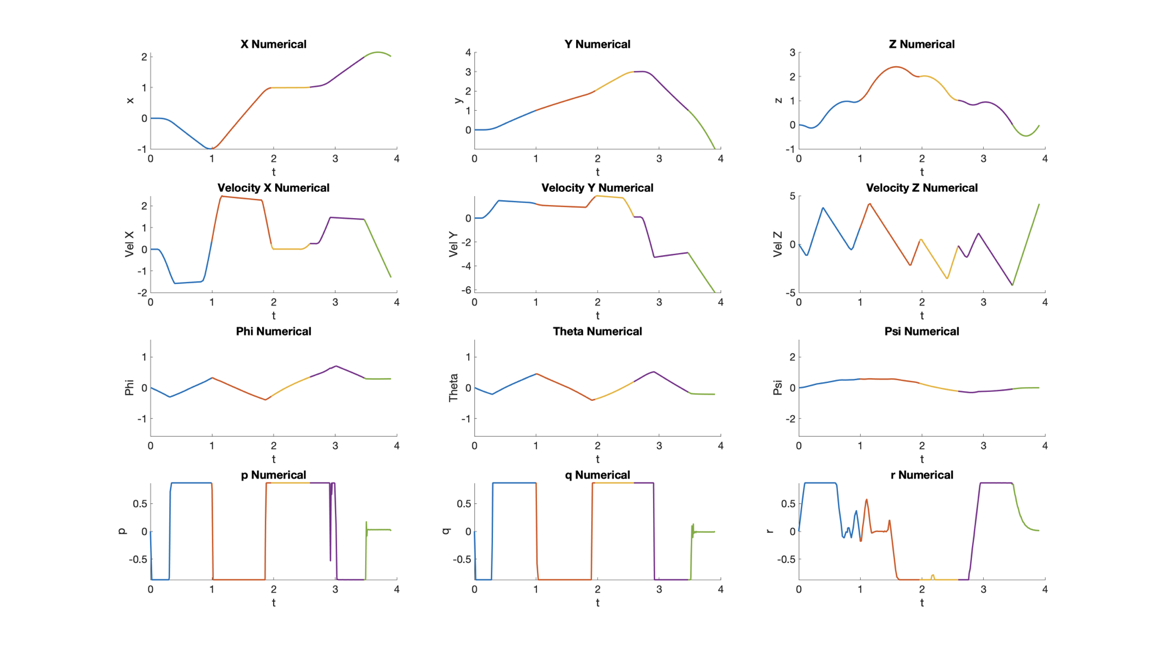 X Numerical
x
2
1
0
-1
0 1 2 3 4
t
Y Numerical
y
4
3
2
1
0
0 1 2 3 4
t
Z Numerical
z
3
2
1
0
-1
0 1 2 3 4
t
Velocity X Numerical
Vel X
2
1
0
-1
-2
0 1 2 3 4
t
Velocity Y Numerical
Vel Y
0
-2
-4
-6
0 1 2 3 4
t
Velocity Z Numerical
Vel Z
5
0
-5
0 1 2 3 4
t
Phi Numerical
Phi
1
0
-1
0 1 2 3 4
t
Theta Numerical
Theta
1
0
-1
0 1 2 3 4
t
Psi Numerical
Psi
2
0
-2
0 1 2 3 4
t
p Numerical
p
0.5
0
-0.5
0 1 2 3 4
t
q Numerical
q
0.5
0
-0.5
0 1 2 3 4
t
r Numerical
r
0.5
0
-0.5
0 1 2 3 4
t